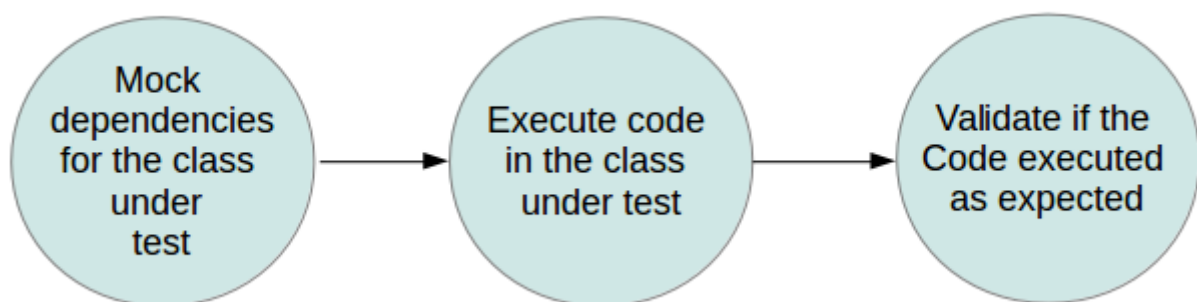 Mock
dependencies
for the class
under
test
Execute code
in the class
under test
Validate if the
Code executed
as expected